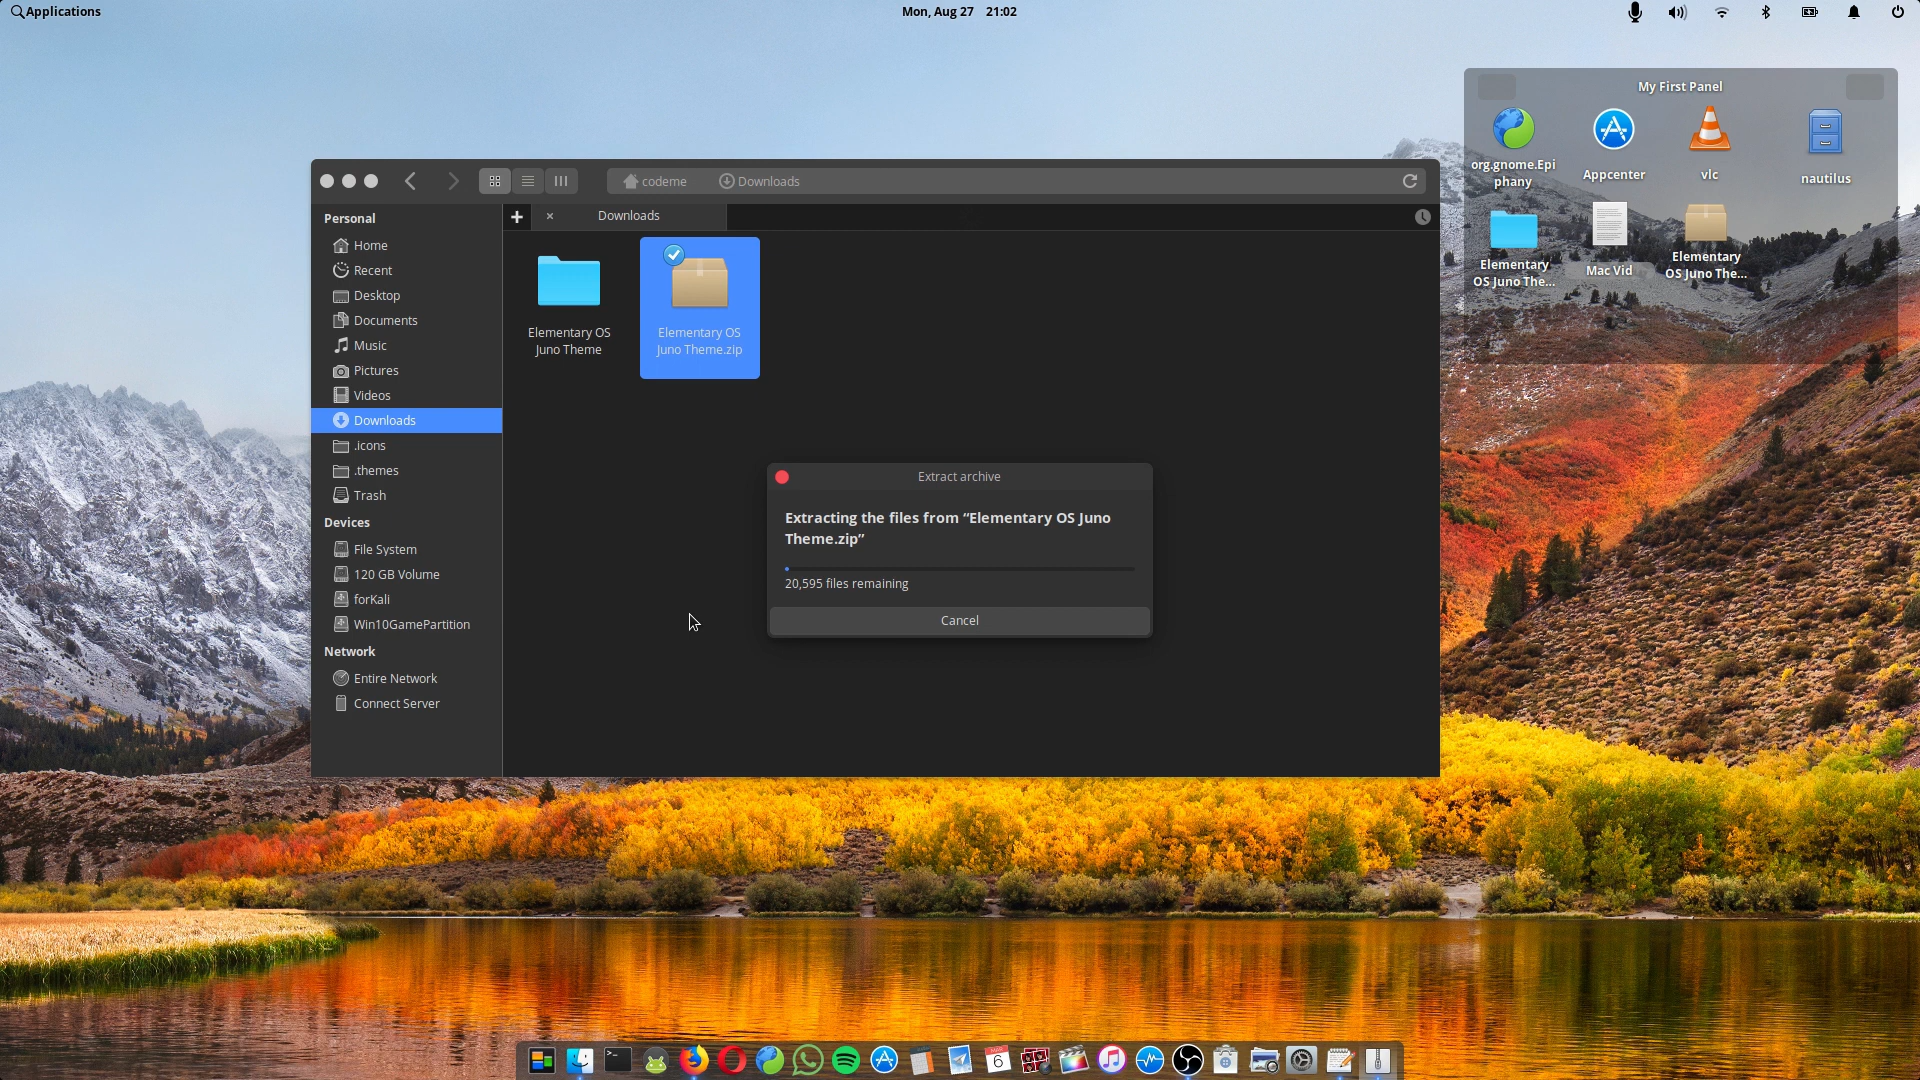 Applications
Mon, Aug 27   21:02
My First Panel
org.gnome.Epi
phany
Appcenter
vlc
nautilus
Elementary
OS Juno The...
Mac Vid
Elementary
OS Juno The...
codeme
Downloads
Personal
Home
Recent
Desktop
Documents
Music
Pictures
Videos
Downloads
.icons
.themes
Trash
Devices
File System
120 GB Volume
forKali
Win10GamePartition
Network
Entire Network
Connect Server
Downloads
Elementary OS
Juno Theme
Elementary OS
Juno Theme.zip
Extract archive
Extracting the files from “Elementary OS Juno
Theme.zip”
20,595 files remaining
Cancel
6